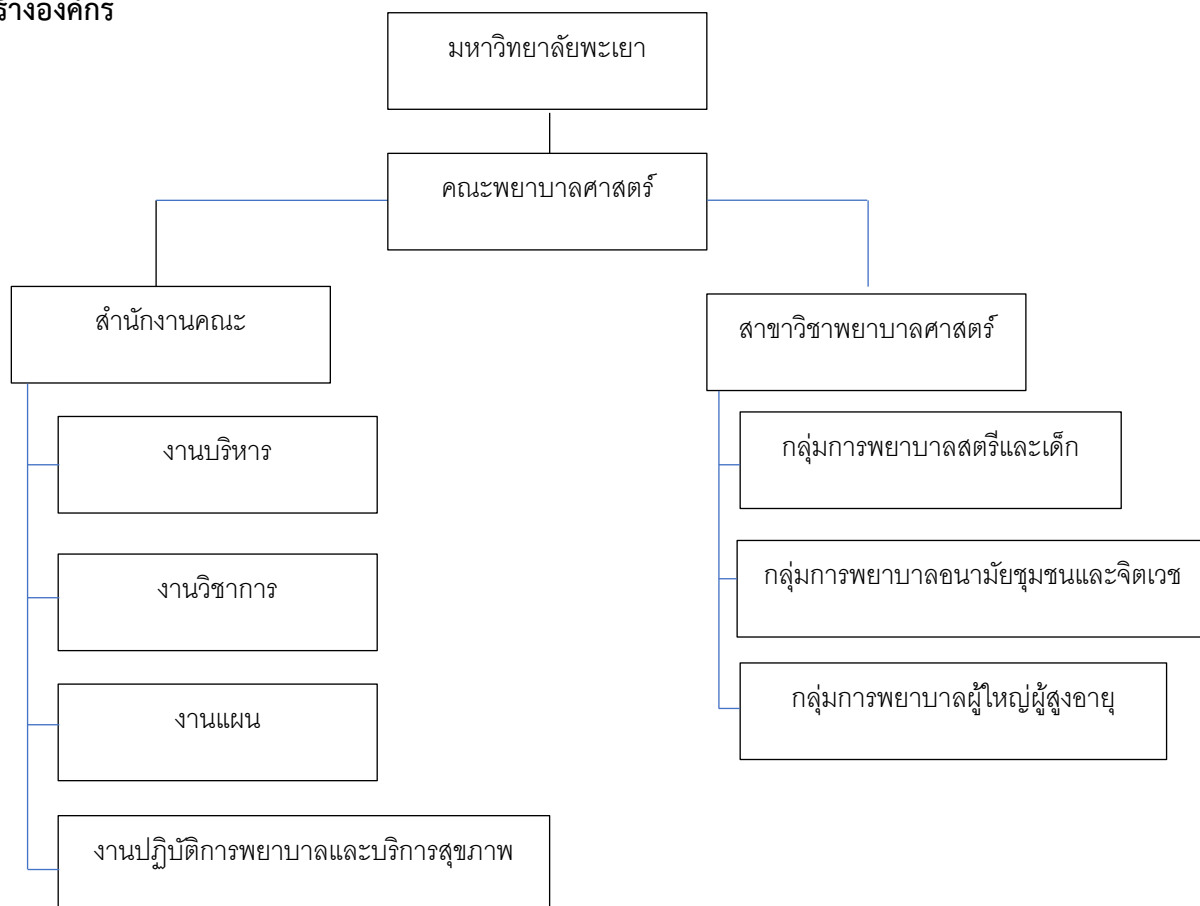 ร้างองค์กร
มหาวิทยาลัยพะเยา
คณะพยาบาลศาสตร์
สำนักงานคณะ
งานบริหาร
งานวิชาการ
งานแผน
งานปฏิบัติการพยาบาลและบริการสุขภาพ
สาขาวิชาพยาบาลศาสตร์
กลุ่มการพยาบาลสตรีและเด็ก
กลุ่มการพยาบาลอนามัยชุมชนและจิตเวช
กลุ่มการพยาบาลผู้ใหญ่ผู้สูงอายุ